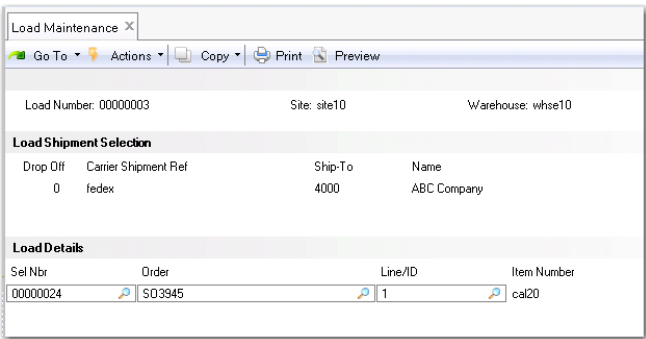 Load Maintenance X
Go To Actions Copy Print Preview
Load Number: 00000003 Site: site10 Warehouse: whse10
Load Shipment Selection
Drop Off Carrier Shipment Ref Ship-To Name
0 fedex 4000 ABC Company
Load Details
Sel Nbr Order Line/ID Item Number
00000024 SO3945 1 cal20